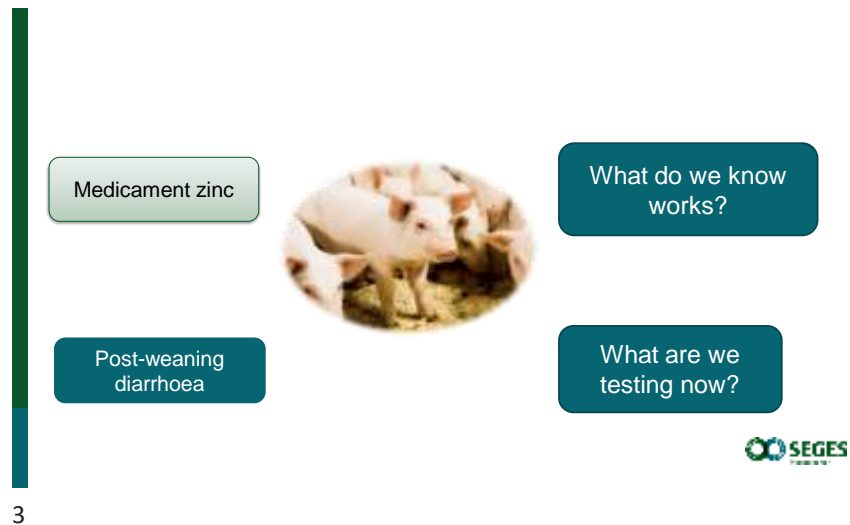 Medicament zinc
What do we know
works?
Post-weaning
diarrhoea
What are we
testing now?
SEGES
3